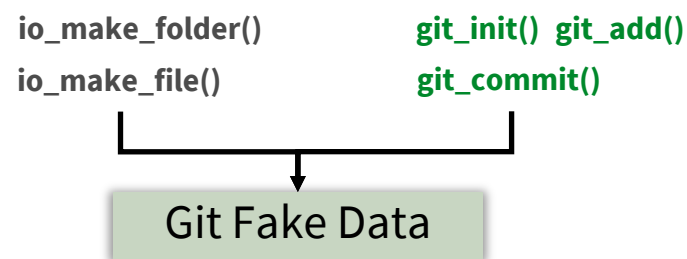 io_make_folder()
io_make_file()
git_init() git_add()
git_commit()
Git Fake Data